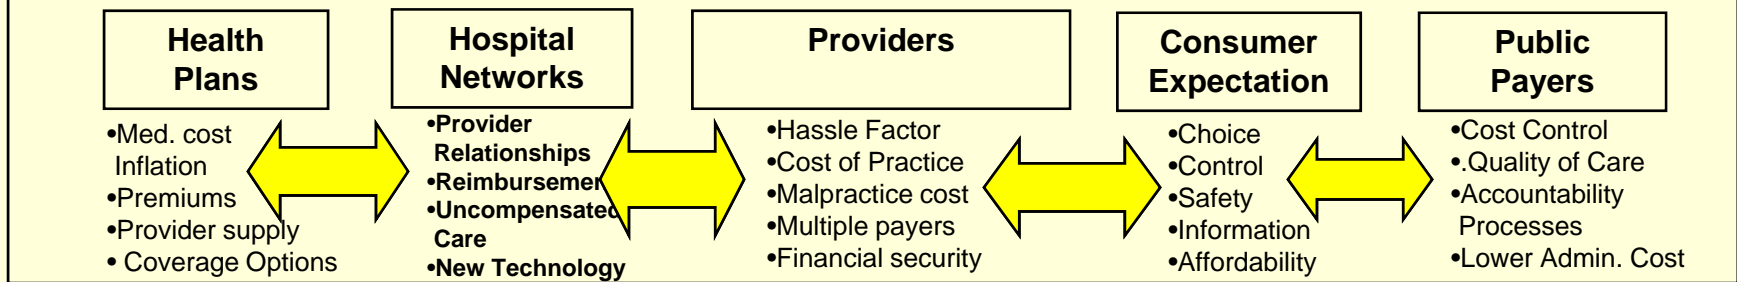 Health
Plans
•Med. cost
Inflation
•Premiums
•Provider supply
• Coverage Options
Hospital
Networks
•Provider
Relationships
•Reimbursemen
•Uncompensated
Care
•New Technology
Providers
•Hassle Factor
•Cost of Practice
•Malpractice cost
•Multiple payers
•Financial security
Consumer
Expectation
•Choice
•Control
•Safety
•Information
•Affordability
Public
Payers
•Cost Control
•.Quality of Care
•Accountability
Processes
•Lower Admin. Cost